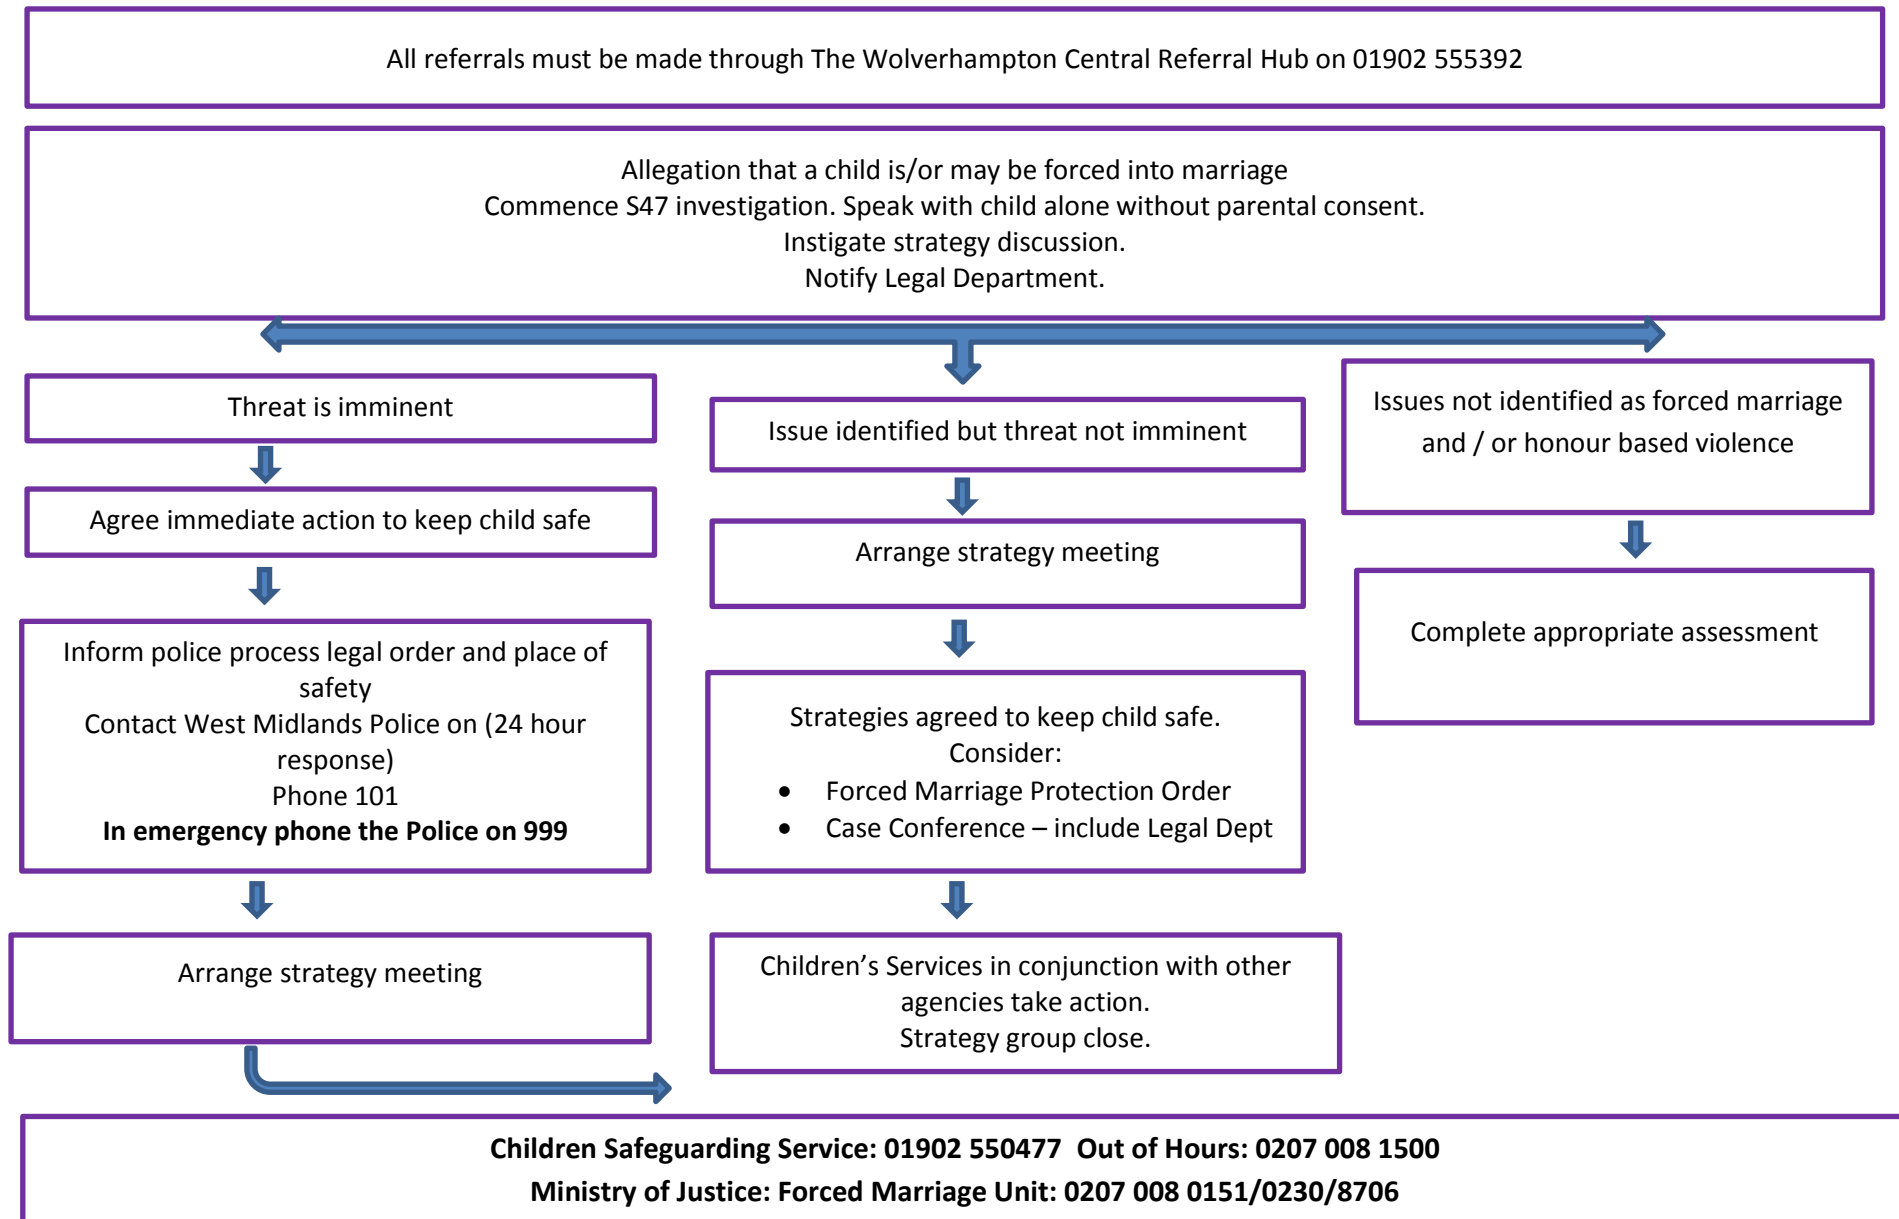 All referrals must be made through The Wolverhampton Central Referral Hub on 01902 555392
Allegation that a child is/or may be forced into marriage
Commence S47 investigation. Speak with child alone without parental consent.
Instigate strategy discussion.
Notify Legal Department.
Threat is imminent
Agree immediate action to keep child safe
Inform police process legal order and place of
safety
Contact West Midlands Police on (24 hour
response)
Phone 101
In emergency phone the Police on 999
Arrange strategy meeting
Issue identified but threat not imminent
Arrange strategy meeting
Strategies agreed to keep child safe.
Consider:
• Forced Marriage Protection Order
• Case Conference – include Legal Dept
Children’s Services in conjunction with other
agencies take action.
Strategy group close.
Issues not identified as forced marriage
and / or honour based violence
Complete appropriate assessment
Children Safeguarding Service: 01902 550477 Out of Hours: 0207 008 1500
Ministry of Justice: Forced Marriage Unit: 0207 008 0151/0230/8706